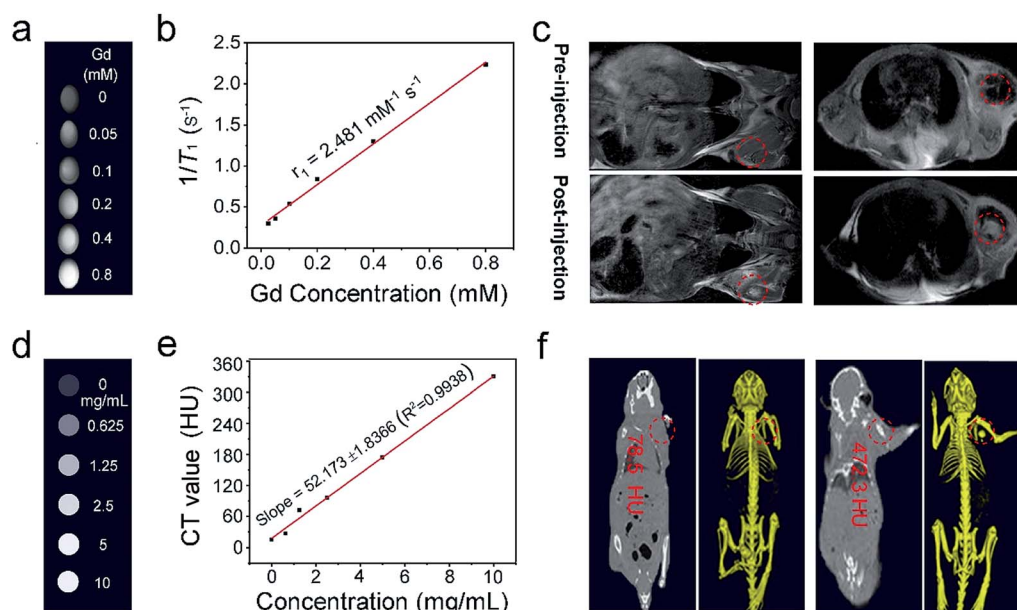 a
Gd
(mM)
0
0.05
0.1
0.2
0.4
0.8
b
2.5
2.0
1.5
1.0
0.5
0.0
1/T1 (s-1)
r1 = 2.481 mM-1 s-1
0.0 0.2 0.4 0.6 0.8
Gd Concentration (mM)
c
Pre-injection
Post-injection
d
0
mg/mL
0.625
1.25
2.5
5
10
e
360
300
240
180
120
60
0
CT value (HU)
Slope = 52.173 ±1.8366 (R2=0.9938)
0 2 4 6 8 10
Concentration (mg/mL)
f
78.6 HU
472.3 HU